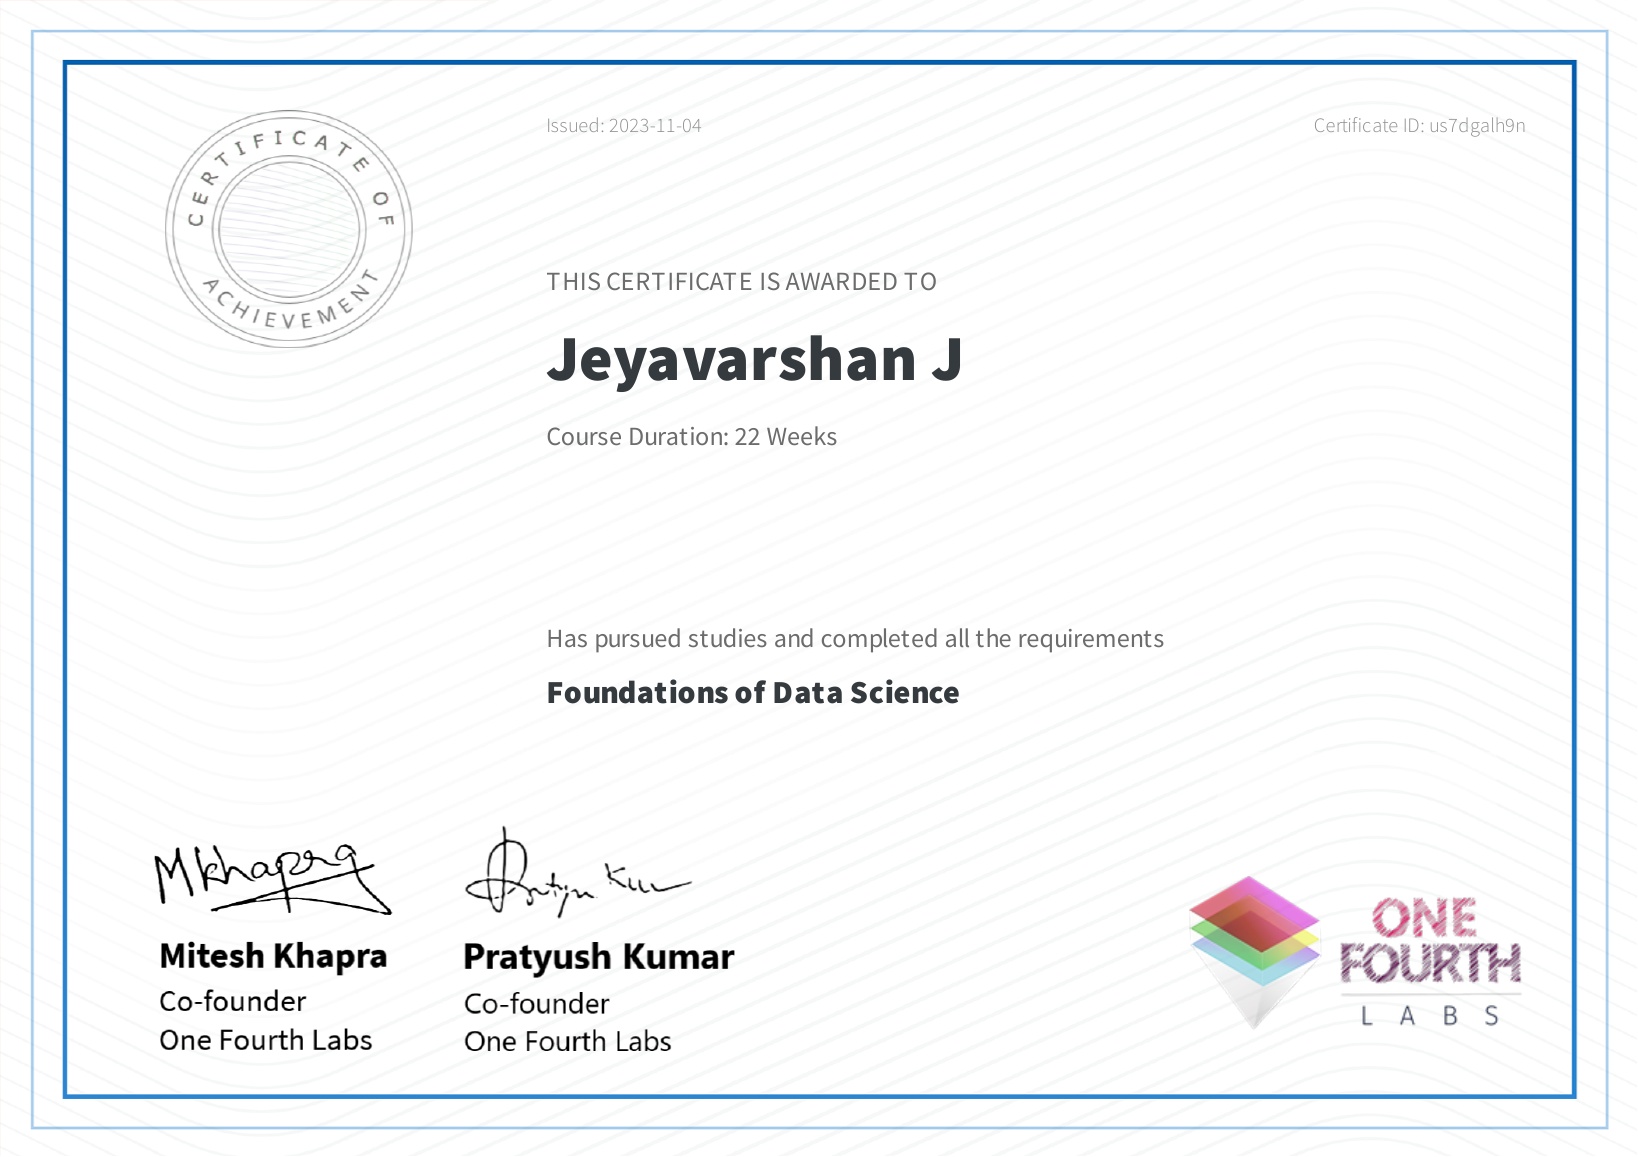 CERTIFICATE OF
ACHIEVEMENT
Issued: 2023-11-04
Certificate ID: us7dgalh9n
THIS CERTIFICATE IS AWARDED TO
Jeyavarshan J
Course Duration: 22 Weeks
Has pursued studies and completed all the requirements
Foundations of Data Science
MKhapra
Mitesh Khapra
Co-founder
One Fourth Labs
Pratyush Kumar
Co-founder
One Fourth Labs
ONE
FOURTH
LABS